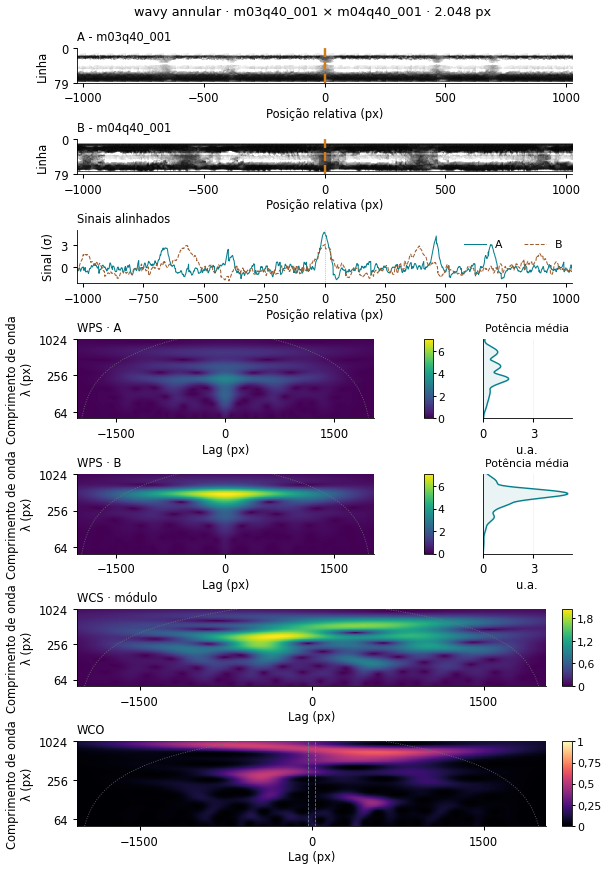 wavy annular · m03q40_001 × m04q40_001 · 2.048 px
A - m03q40_001
0
79
Linha
−1000 −500 0 500 1000
Posição relativa (px)
B - m04q40_001
0
79
Linha
−1000 −500 0 500 1000
Posição relativa (px)
Sinais alinhados
3
0
Sinal (σ)
A B
−1000 −750 −500 −250 0 250 500 750 1000
Posição relativa (px)
WPS · A
1024
256
64
Comprimento de onda
λ (px)
−1500 0 1500
Lag (px)
6
4
2
0
Potência média
0 3
u.a.
WPS · B
1024
256
64
Comprimento de onda
λ (px)
−1500 0 1500
Lag (px)
6
4
2
0
Potência média
0 3
u.a.
WCS · módulo
1024
256
64
Comprimento de onda
λ (px)
−1500 0 1500
Lag (px)
1,8
1,2
0,6
0
WCO
1024
256
64
Comprimento de onda
λ (px)
−1500 0 1500
Lag (px)
1
0,75
0,5
0,25
0